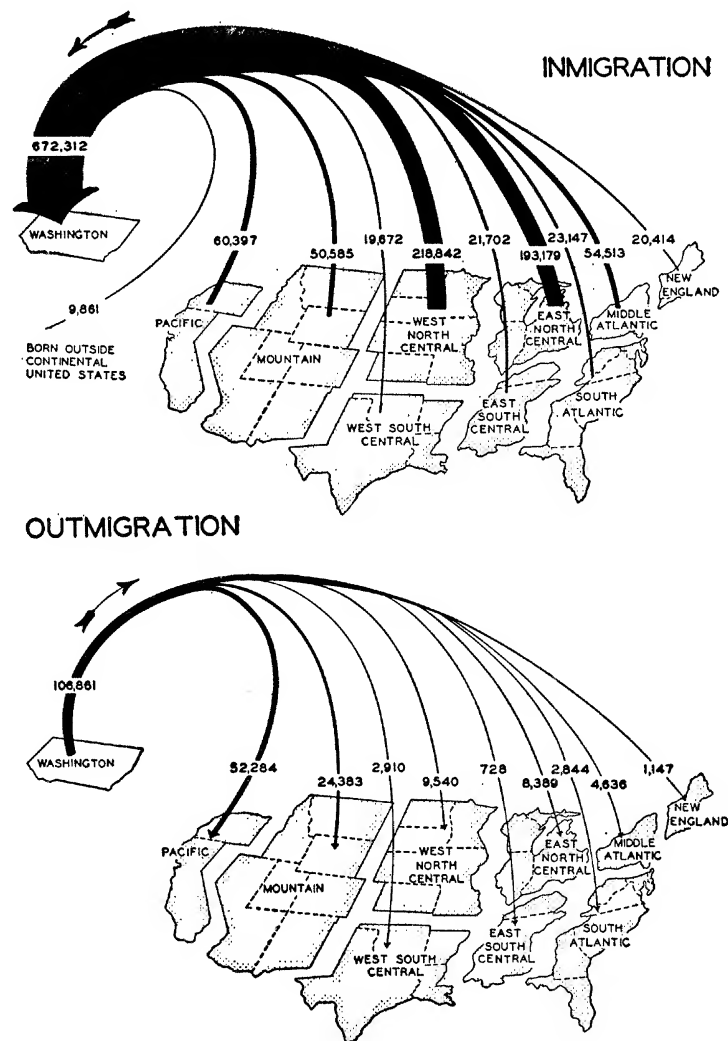 INMIGRATION
672,312
WASHINGTON
60,397
50,585
19,672
218,842
21,702
193,179
23,147
54,513
20,414
9,861
BORN OUTSIDE
CONTINENTAL
UNITED STATES
PACIFIC
MOUNTAIN
WEST SOUTH
CENTRAL
WEST
NORTH
CENTRAL
EAST
SOUTH
CENTRAL
EAST
NORTH
CENTRAL
SOUTH
ATLANTIC
MIDDLE
ATLANTIC
NEW
ENGLAND
OUTMIGRATION
106,861
WASHINGTON
52,284
24,383
2,910
9,540
728
8,389
2,844
4,636
1,147
PACIFIC
MOUNTAIN
WEST SOUTH
CENTRAL
WEST
NORTH
CENTRAL
EAST
SOUTH
CENTRAL
EAST
NORTH
CENTRAL
SOUTH
ATLANTIC
MIDDLE
ATLANTIC
NEW
ENGLAND